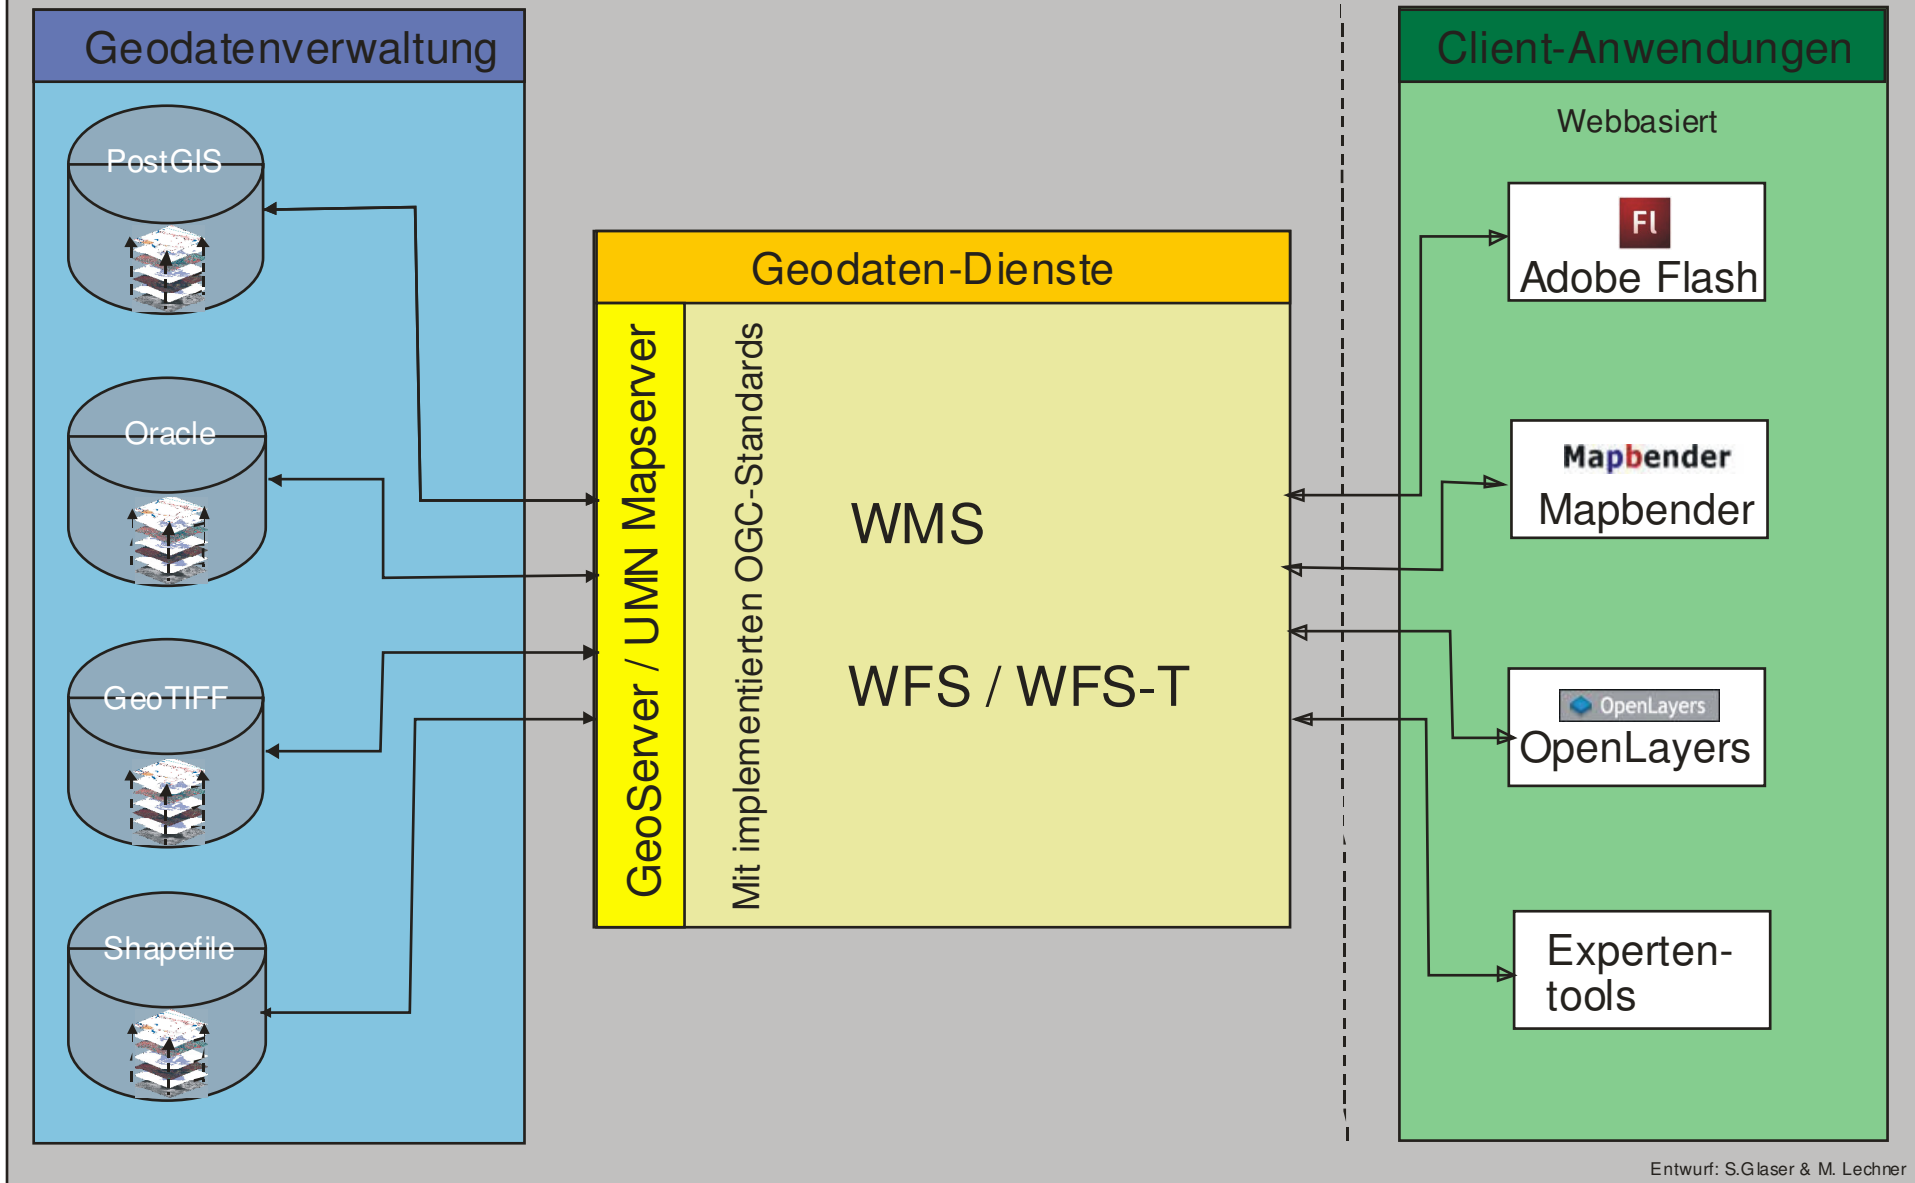 Geodatenverwaltung
PostGIS
Oracle
GeoTIFF
Shapefile
Geodaten-Dienste
GeoServer / UMN Mapserver
Mit implementierten OGC-Standards
WMS
WFS / WFS-T
Client-Anwendungen
Webbasiert
Fl
Adobe Flash
Mapbender
Mapbender
OpenLayers
OpenLayers
Experten-
tools
Entwurf: S.Glaser & M. Lechner